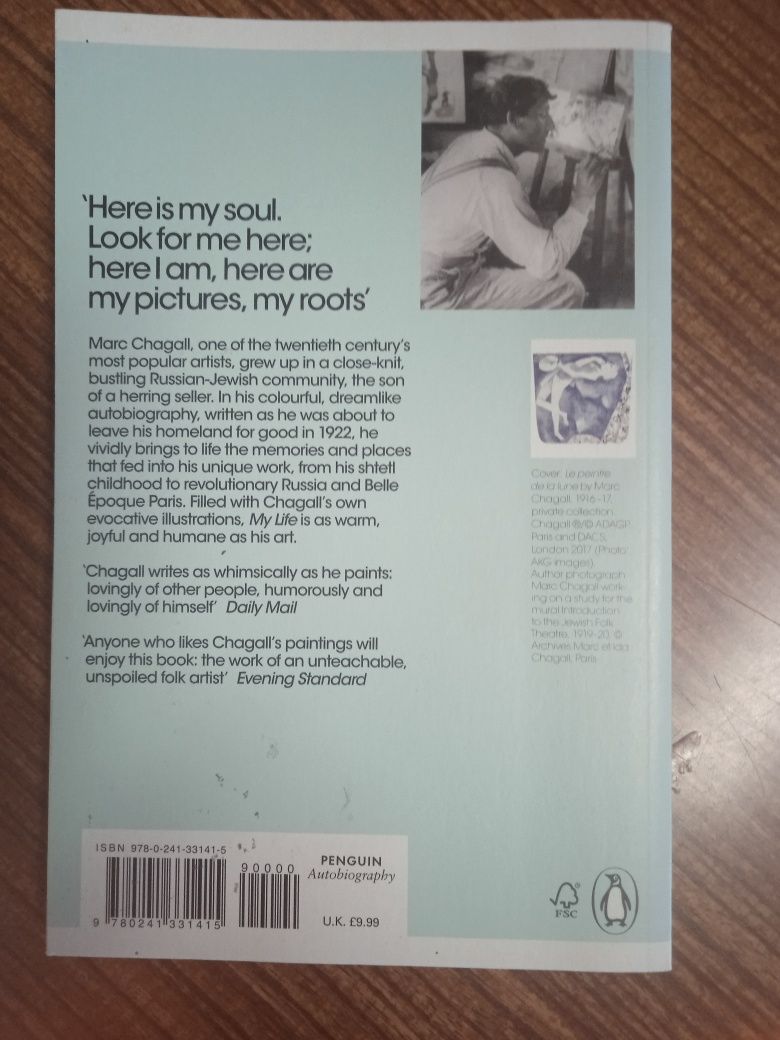 ‘Here is my soul.
Look for me here;
here I am, here are
my pictures, my roots’
Marc Chagall, one of the twentieth century’s
most popular artists, grew up in a close-knit,
bustling Russian-Jewish community, the son
of a herring seller. In his colourful, dreamlike
autobiography, written as he was about to
leave his homeland for good in 1922, he
vividly brings to life the memories and places
that fed into his unique work, from his shtetl
childhood to revolutionary Russia and Belle
Époque Paris. Filled with Chagall’s own
evocative illustrations, My Life is as warm,
joyful and humane as his art.
‘Chagall writes as whimsically as he paints:
lovingly of other people, humorously and
lovingly of himself’ Daily Mail
‘Anyone who likes Chagall’s paintings will
enjoy this book: the work of an unteachable,
unspoiled folk artist’ Evening Standard
Cover: Le peintre
de la lune by Marc
Chagall, 1916–17,
private collection.
Chagall ®/© ADAGP,
Paris and DACS,
London 2017 (Photo:
AKG images).
Author photograph:
Marc Chagall work-
ing on a study for the
mural Introduction
to the Jewish Folk
Theatre, 1919–20. ©
Archives Marc et Ida
Chagall, Paris
ISBN 978-0-241-33141-5
90000
9 780241 331415
PENGUIN
Autobiography
U.K. £9.99
FSC